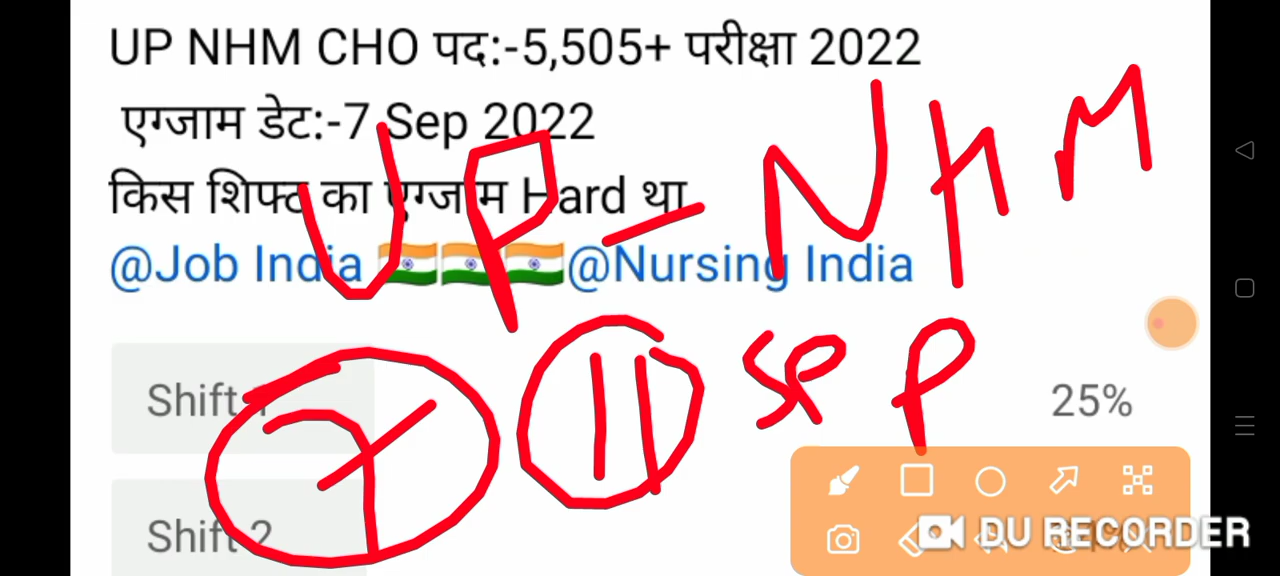 UP NHM CHO पद:-5,505+ परीक्षा 2022
एग्जाम डेट:-7 Sep 2022
किस शिफ्ट का एग्जाम Hard था
@Job India 🇮🇳🇮🇳🇮🇳@Nursing India
UP-NHM
7 11 Sep
Shift 1 25%
Shift 2
DU RECORDER